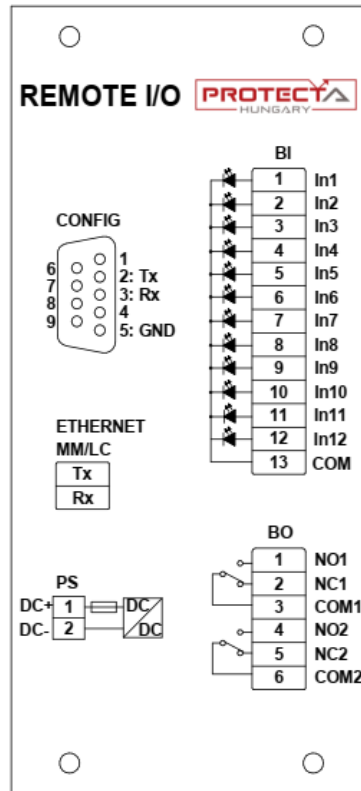 REMOTE I/O PROTECTA
HUNGARY
BI
1 In1
2 In2
3 In3
4 In4
5 In5
6 In6
7 In7
8 In8
9 In9
10 In10
11 In11
12 In12
13 COM
CONFIG
1
6
2: Tx
7
3: Rx
8
4
9
5: GND
ETHERNET
MM/LC
Tx
Rx
BO
1 NO1
2 NC1
3 COM1
4 NO2
5 NC2
6 COM2
PS
DC+ 1 DC
DC- 2 DC